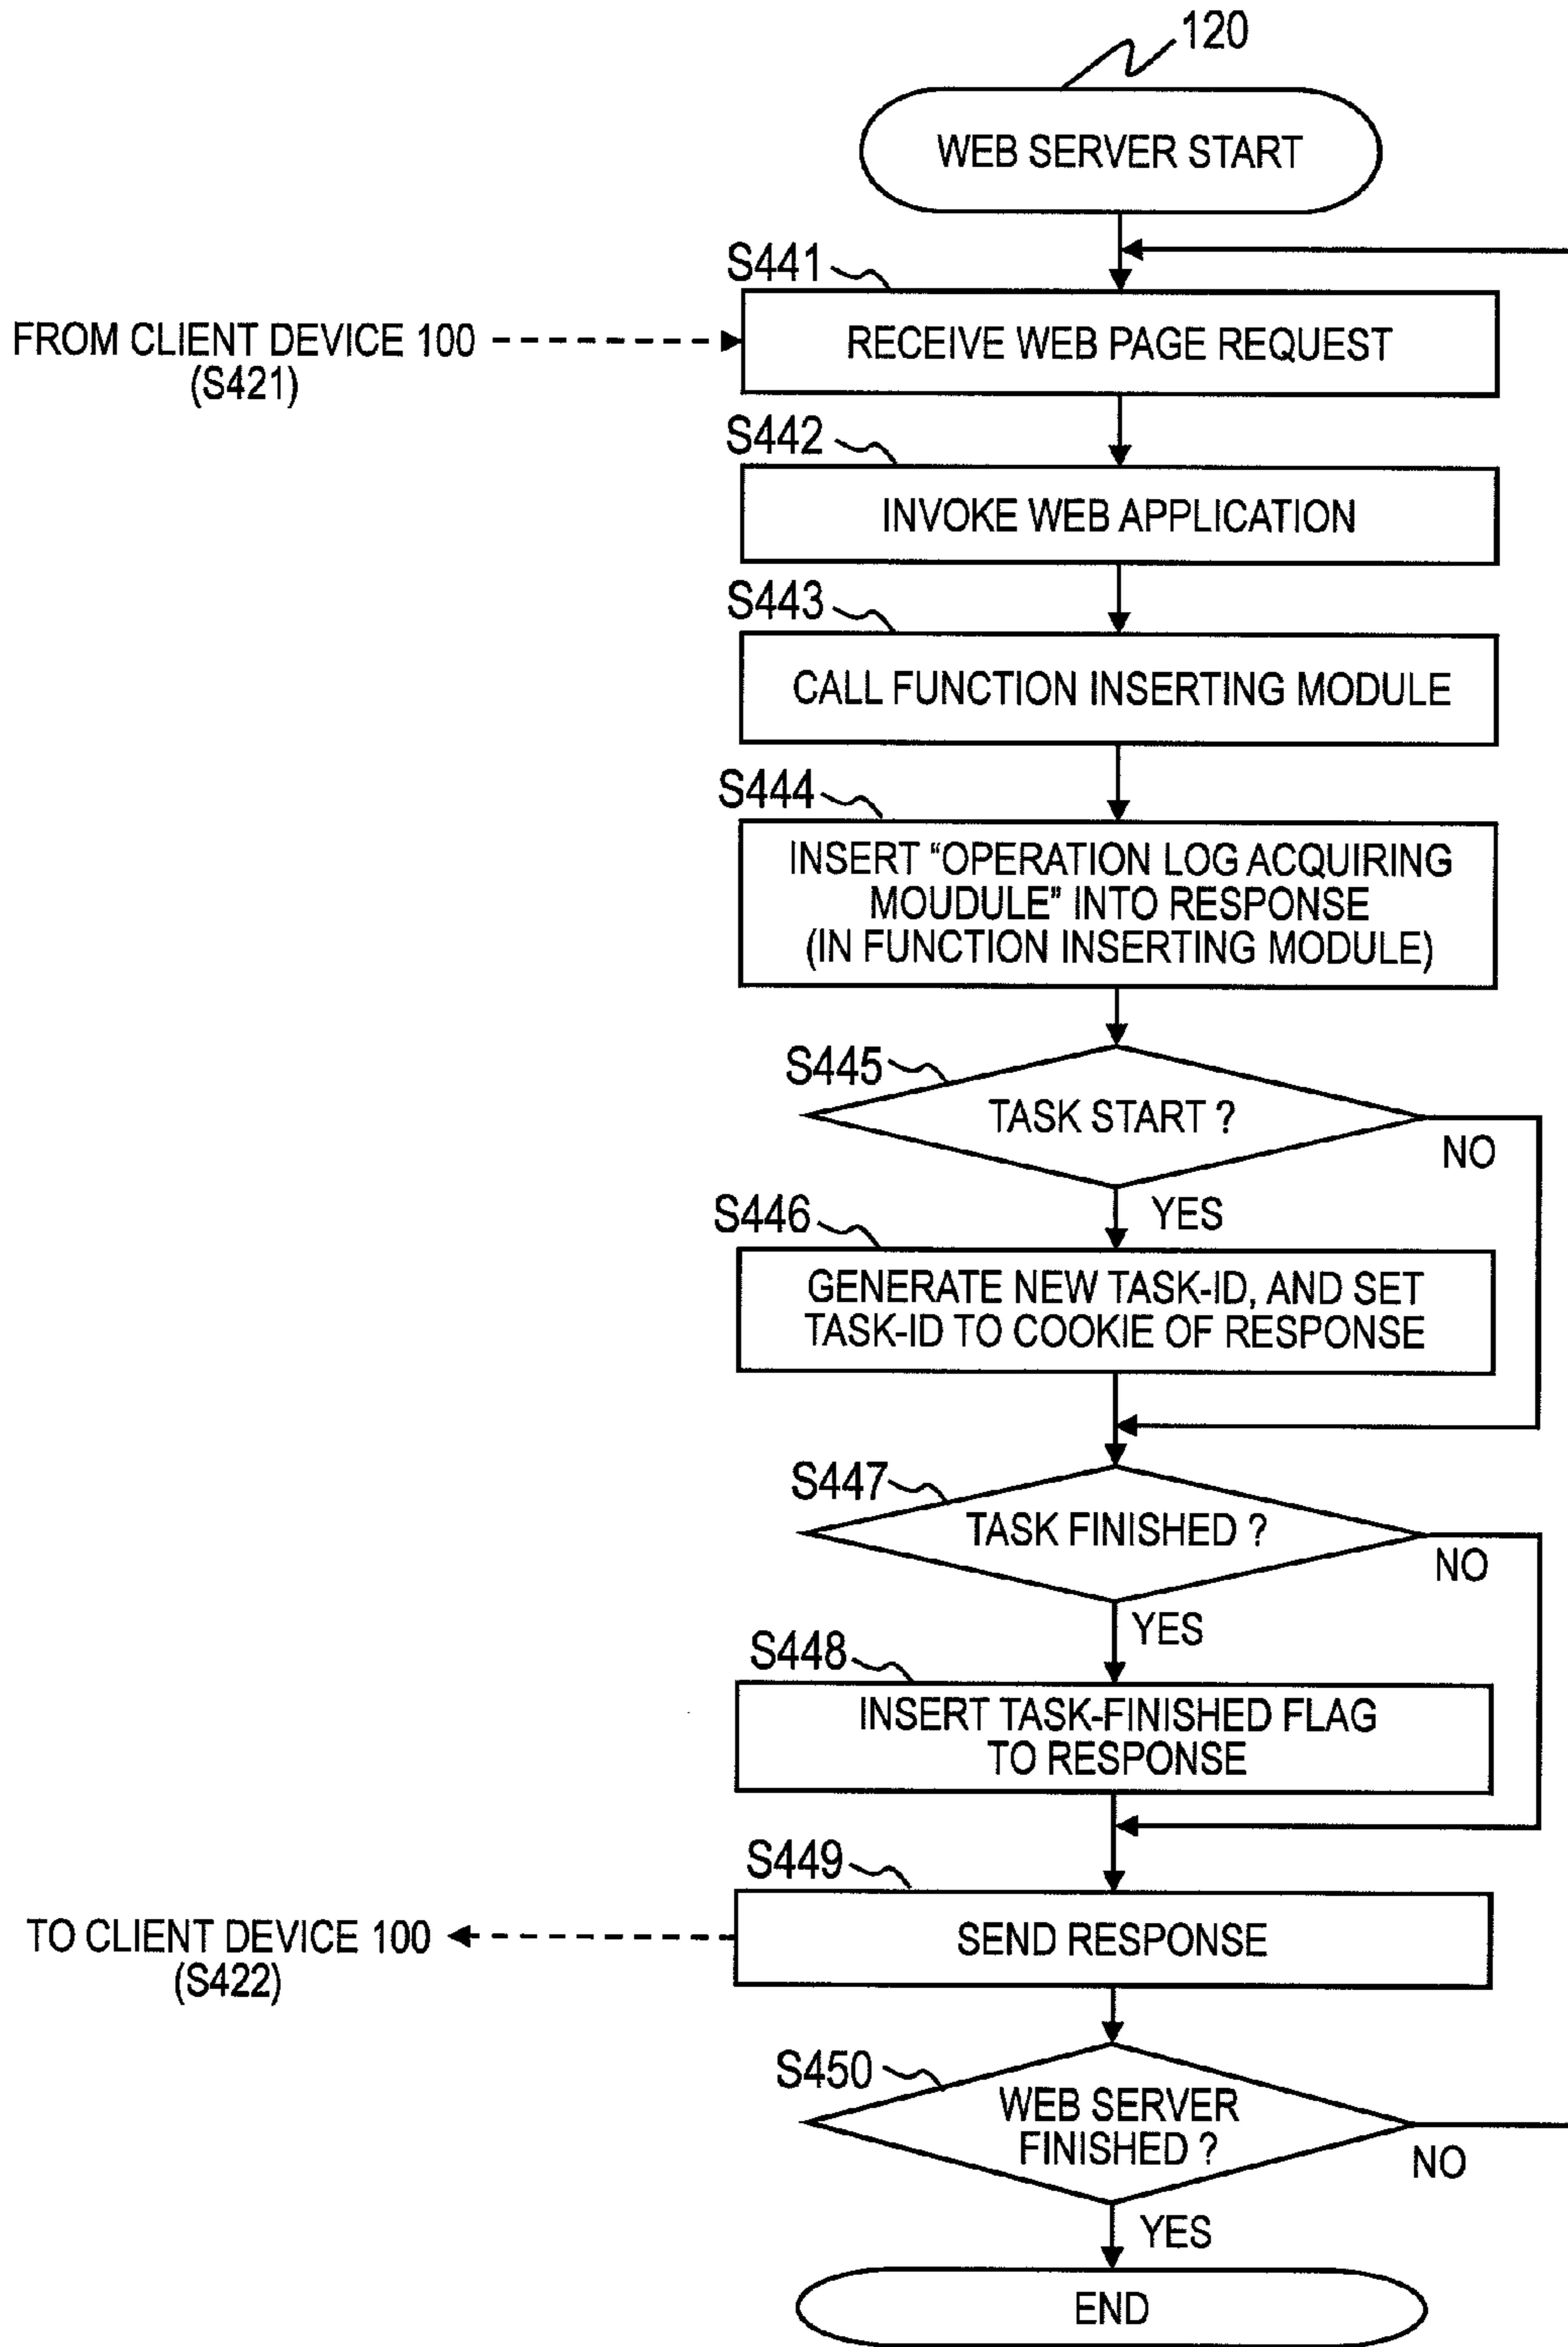 120
WEB SERVER START
S441
FROM CLIENT DEVICE 100
(S421)
RECEIVE WEB PAGE REQUEST
S442
INVOKE WEB APPLICATION
S443
CALL FUNCTION INSERTING MODULE
S444
INSERT “OPERATION LOG ACQUIRING
MOUDULE” INTO RESPONSE
(IN FUNCTION INSERTING MODULE)
S445
TASK START ?
NO
YES
S446
GENERATE NEW TASK-ID, AND SET
TASK-ID TO COOKIE OF RESPONSE
S447
TASK FINISHED ?
NO
YES
S448
INSERT TASK-FINISHED FLAG
TO RESPONSE
S449
TO CLIENT DEVICE 100
(S422)
SEND RESPONSE
S450
WEB SERVER
FINISHED ?
NO
YES
END